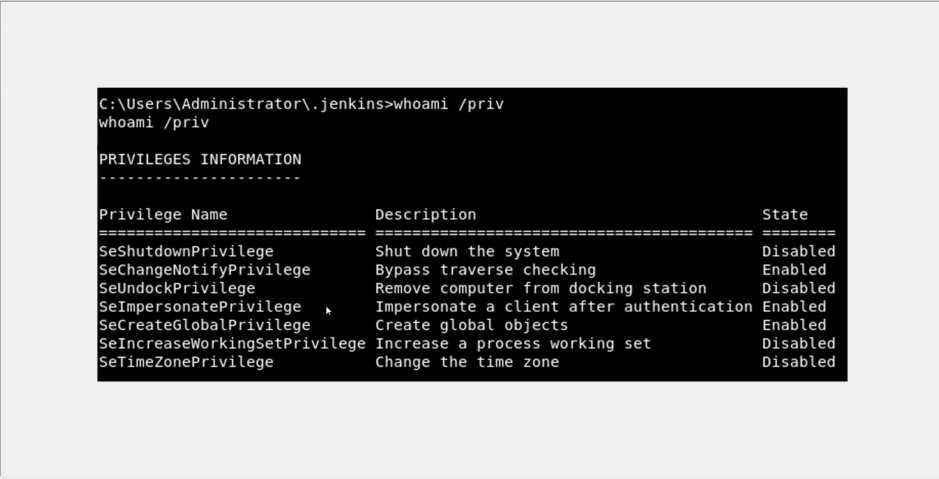 C:\Users\Administrator\.jenkins>whoami /priv
whoami /priv
PRIVILEGES INFORMATION
----------------------
Privilege Name                Description                               State
============================= ========================================= ========
SeShutdownPrivilege           Shut down the system                      Disabled
SeChangeNotifyPrivilege       Bypass traverse checking                  Enabled
SeUndockPrivilege             Remove computer from docking station      Disabled
SeImpersonatePrivilege        Impersonate a client after authentication Enabled
SeCreateGlobalPrivilege       Create global objects                     Enabled
SeIncreaseWorkingSetPrivilege Increase a process working set            Disabled
SeTimeZonePrivilege           Change the time zone                      Disabled